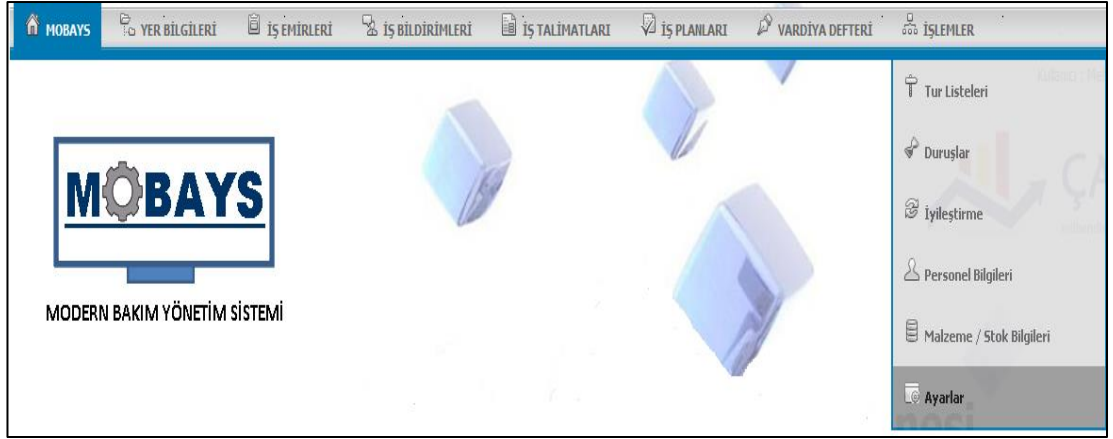 MOBAYS YER BİLGİLERİ İŞ EMİRLERİ İŞ BİLDİRİMLERİ İŞ TALİMATLARI İŞ PLANLARI VARDİYA DEFTERİ İŞLEMLER
Tur Listeleri
Duruşlar
İyileştirme
Personel Bilgileri
Malzeme / Stok Bilgileri
Ayarlar
MOBAYS
MODERN BAKIM YÖNETİM SİSTEMİ